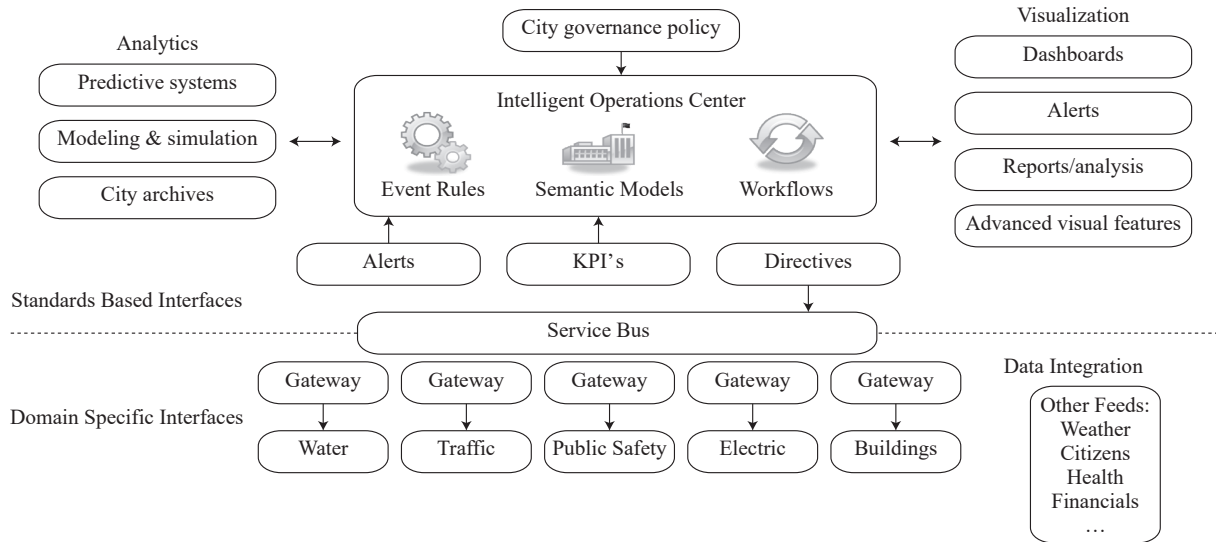 Visualization
City governance policy
Analytics
Dashboards
Predictive systems
Intelligent Operations Center
Alerts
Modeling & simulation
Reports/analysis
Event Rules
Semantic Models
Workflows
City archives
Advanced visual features
Alerts
KPI's
Directives
Standards Based Interfaces
Service Bus
Gateway
Gateway
Gateway
Gateway
Gateway
Data Integration
Domain Specific Interfaces
Water
Traffic
Public Safety
Electric
Buildings
Other Feeds:
Weather
Citizens
Health
Financials
…